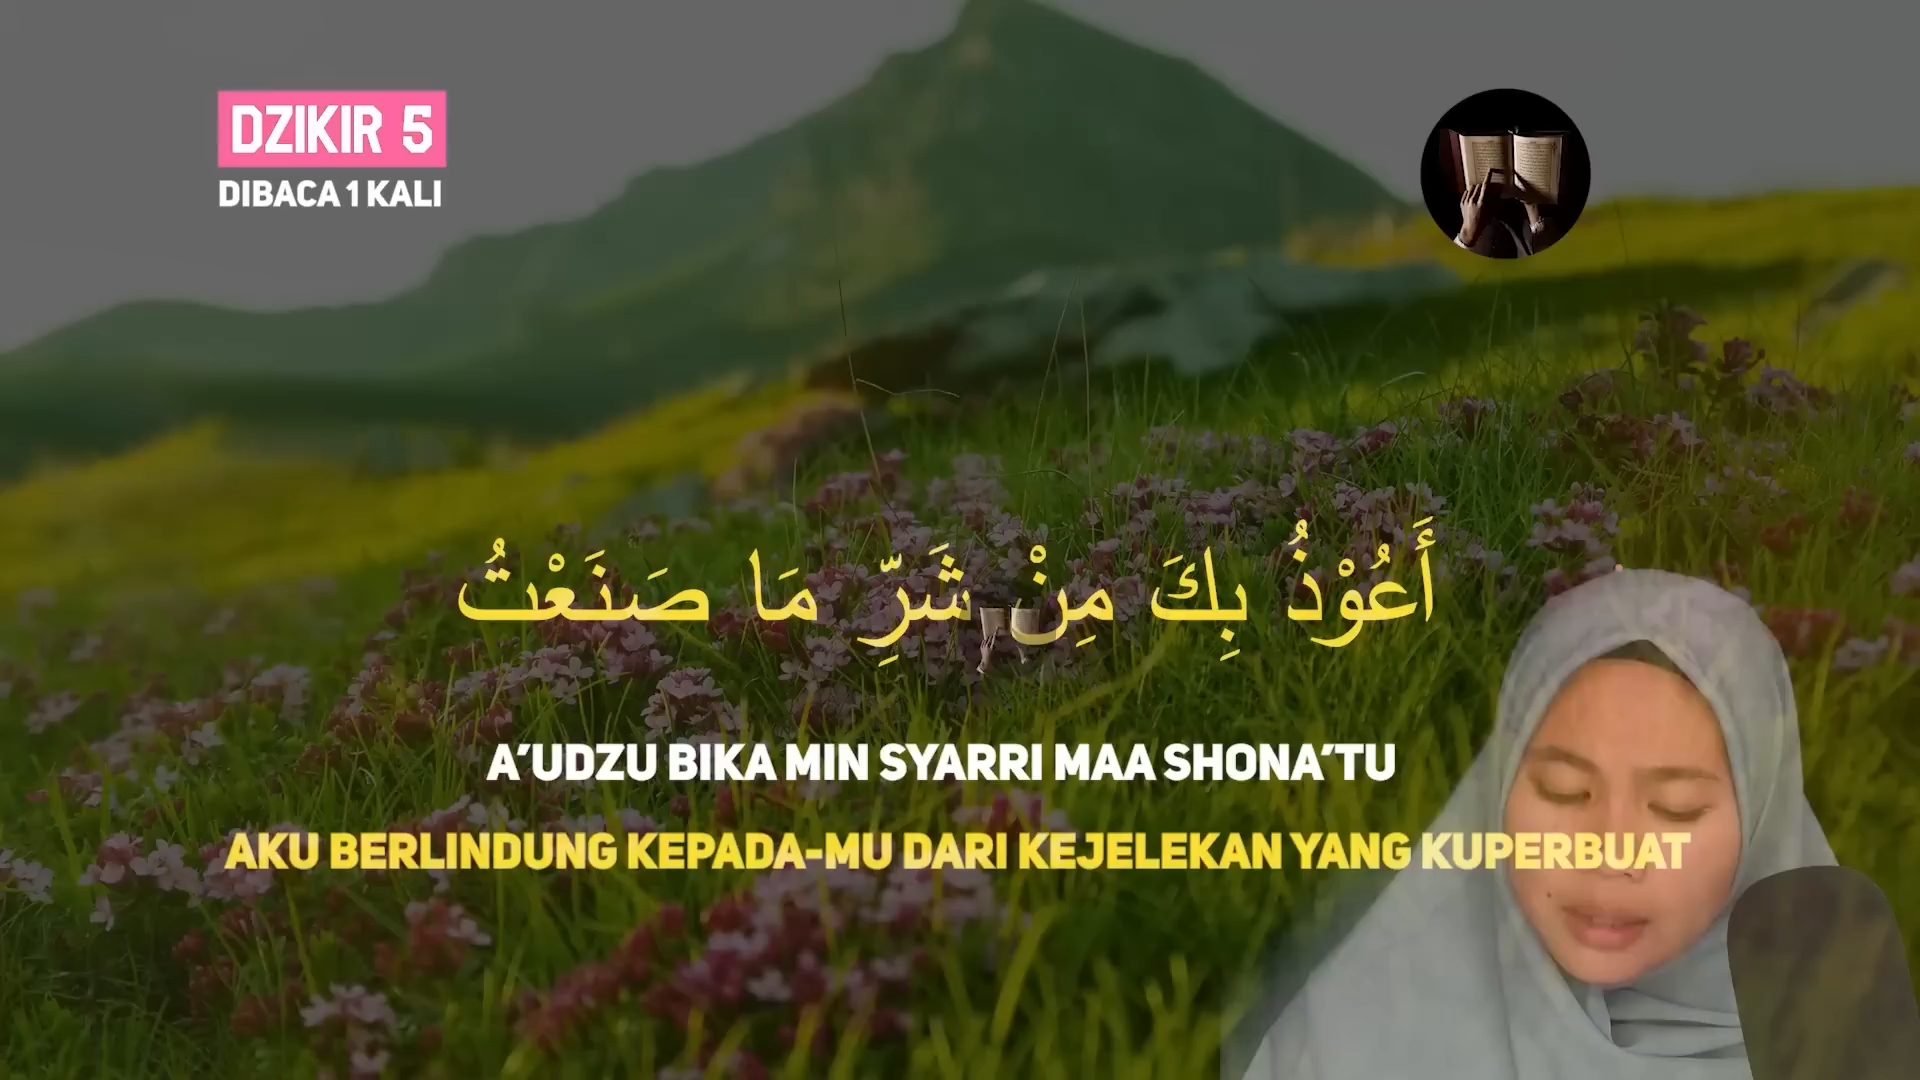 DZIKIR 5
DIBACA 1 KALI
أَعُوْذُ بِكَ مِنْ شَرِّ مَا صَنَعْتُ
A'UDZU BIKA MIN SYARRI MAA SHONA'TU
AKU BERLINDUNG KEPADA-MU DARI KEJELEKAN YANG KUPERBUAT